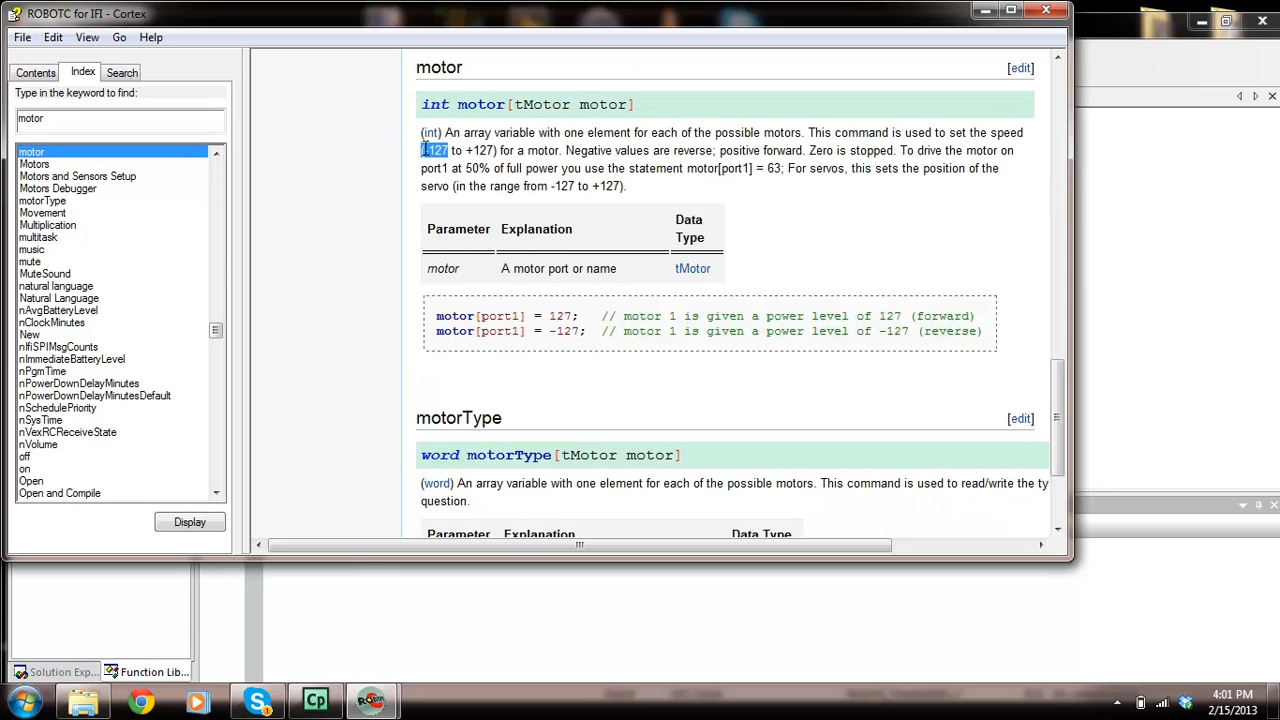 ROBOTC for IFI - Cortex
File Edit View Go Help
Contents Index Search
Type in the keyword to find:
motor
motor
Motors
Motors and Sensors Setup
Motors Debugger
motorType
Movement
Multiplication
multitask
music
mute
MuteSound
natural language
Natural Language
nAvgBatteryLevel
nClockMinutes
New
nIfiSPIMsgCounts
nImmediateBatteryLevel
nPgmTime
nPowerDownDelayMinutes
nPowerDownDelayMinutesDefault
nSchedulePriority
nSysTime
nVexRCReceiveState
nVolume
off
on
Open
Open and Compile
Display
motor [edit]
int motor[tMotor motor]
(int) An array variable with one element for each of the possible motors. This command is used to set the speed
(-127 to +127) for a motor. Negative values are reverse; positive forward. Zero is stopped. To drive the motor on
port1 at 50% of full power you use the statement motor[port1] = 63; For servos, this sets the position of the
servo (in the range from -127 to +127).
Parameter Explanation Data Type
motor A motor port or name tMotor
motor[port1] = 127; // motor 1 is given a power level of 127 (forward)
motor[port1] = -127; // motor 1 is given a power level of -127 (reverse)
motorType [edit]
word motorType[tMotor motor]
(word) An array variable with one element for each of the possible motors. This command is used to read/write the ty
question.
Parameter Explanation Data Type
Solution Exp... Function Lib...
4:01 PM
2/15/2013